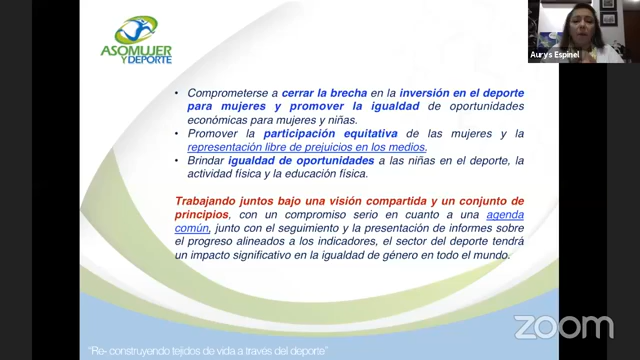 ASOMUJER
Y DEPORTE
Aurys Espinel
• Comprometerse a cerrar la brecha en la inversión en el deporte
para mujeres y promover la igualdad de oportunidades
económicas para mujeres y niñas.
• Promover la participación equitativa de las mujeres y la
representación libre de prejuicios en los medios.
• Brindar igualdad de oportunidades a las niñas en el deporte, la
actividad física y la educación física.
Trabajando juntos bajo una visión compartida y un conjunto de
principios, con un compromiso serio en cuanto a una agenda
común, junto con el seguimiento y la presentación de informes sobre
el progreso alineados a los indicadores, el sector del deporte tendrá
un impacto significativo en la igualdad de género en todo el mundo.
zoom
"Re- construyendo tejidos de vida a través del deporte"